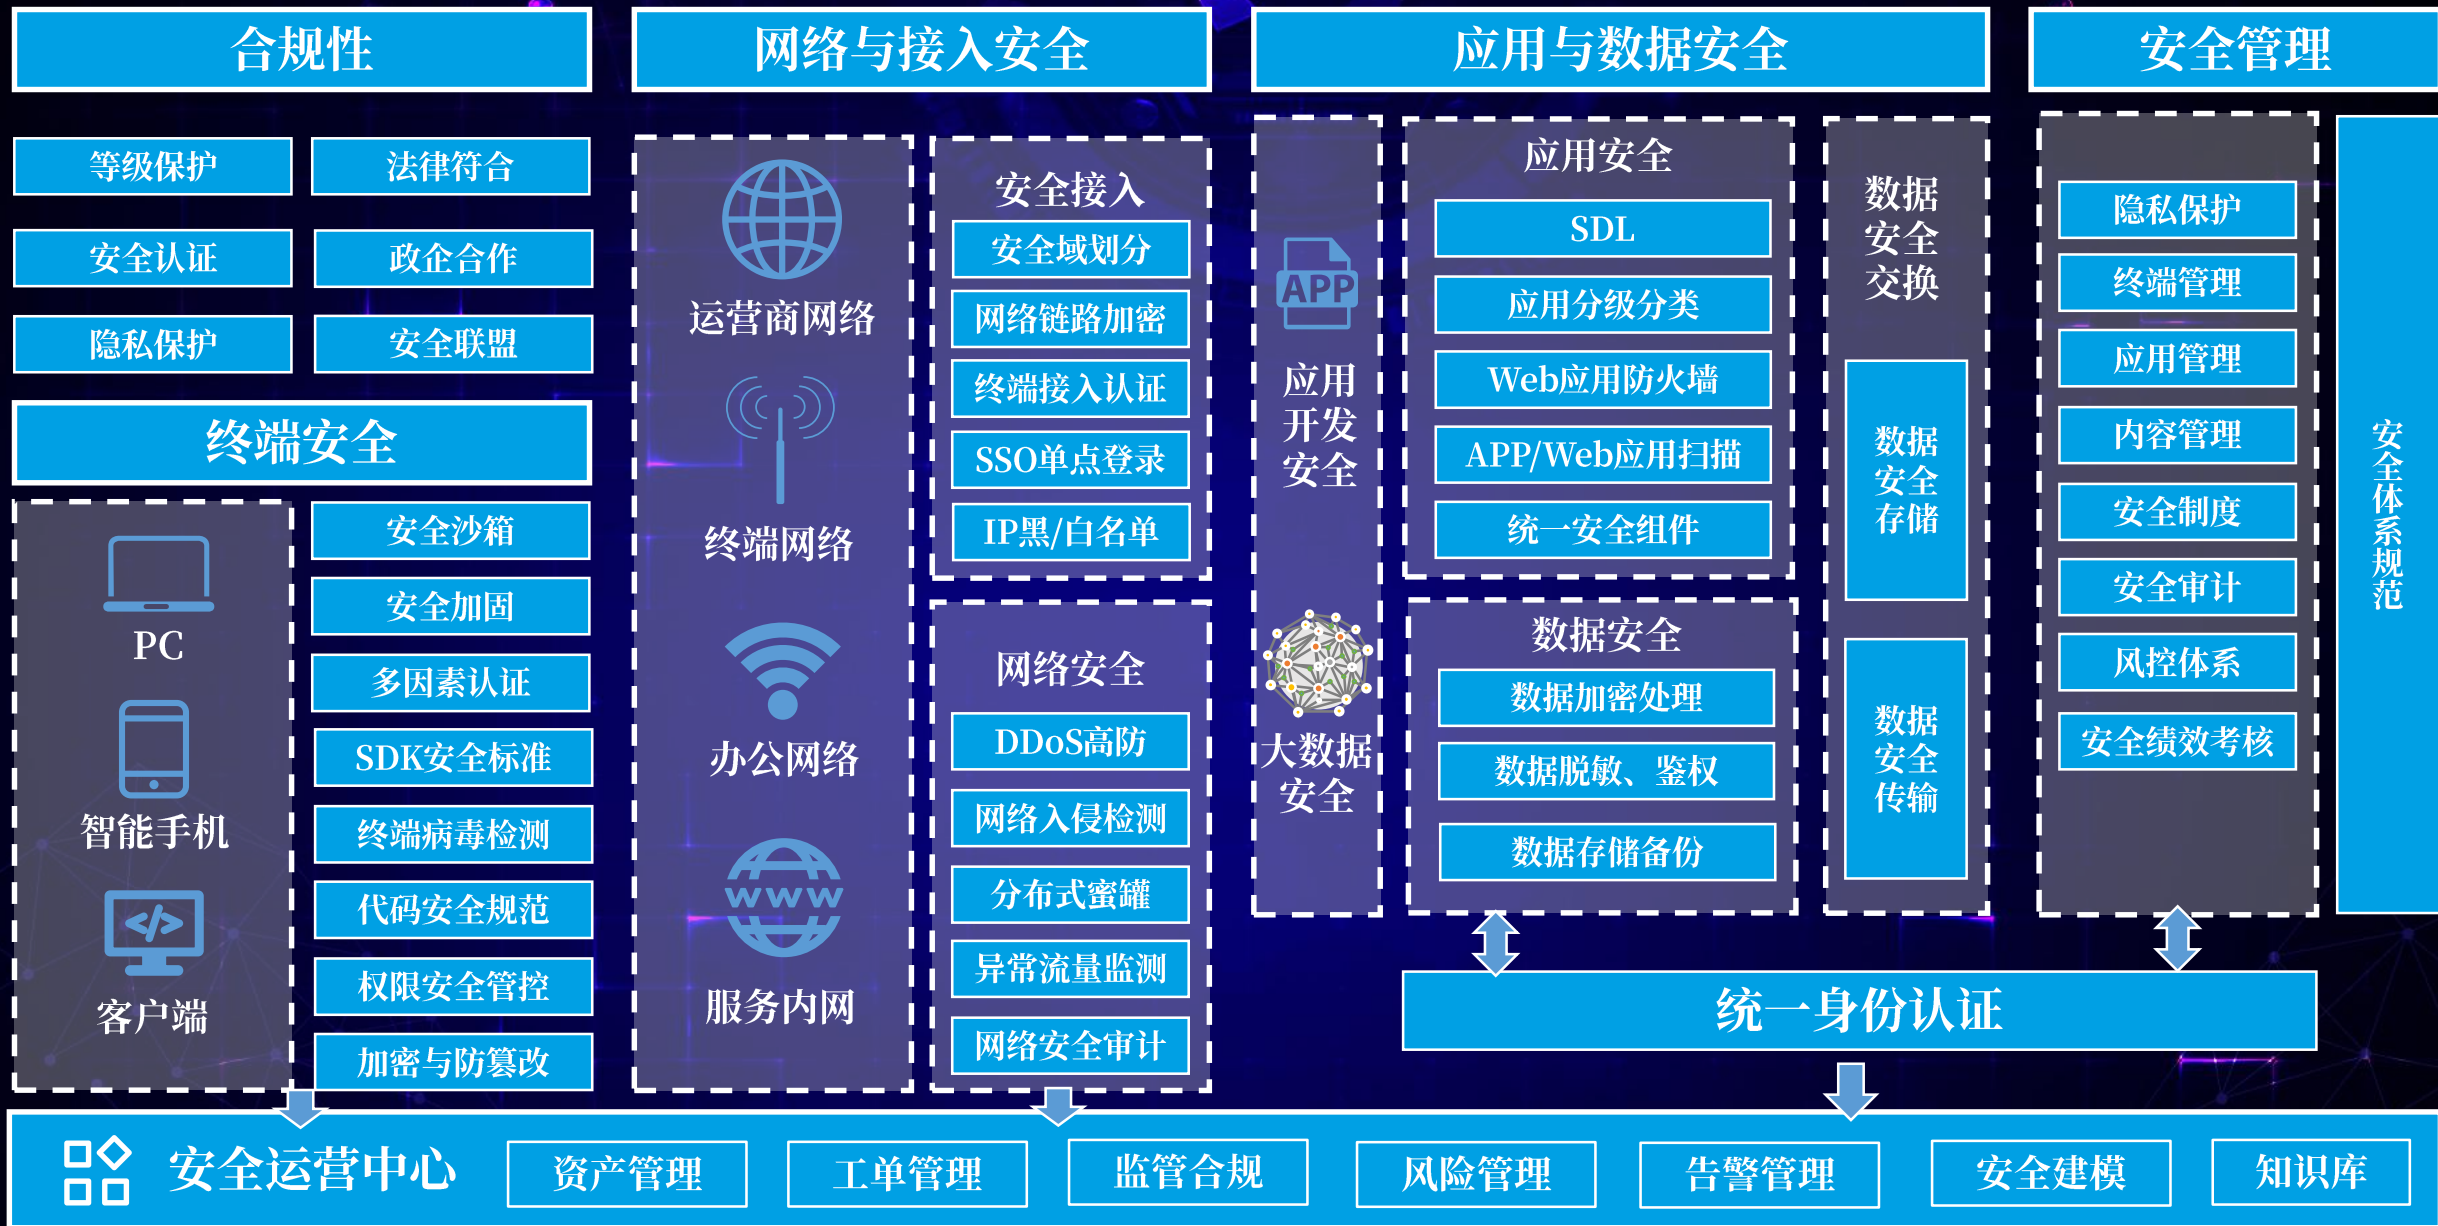 合规性
等级保护
法律符合
安全认证
政企合作
隐私保护
安全联盟
终端安全
PC
智能手机
客户端
安全沙箱
安全加固
多因素认证
SDK安全标准
终端病毒检测
代码安全规范
权限安全管控
加密与防篡改
网络与接入安全
运营商网络
终端网络
办公网络
WWW
服务内网
安全接入
安全域划分
网络链路加密
终端接入认证
SSO单点登录
IP黑/白名单
网络安全
DDoS高防
网络入侵检测
分布式蜜罐
异常流量监测
网络安全审计
应用与数据安全
APP
应用
开发
安全
大数据
安全
应用安全
SDL
应用分级分类
Web应用防火墙
APP/Web应用扫描
统一安全组件
数据安全
数据加密处理
数据脱敏、鉴权
数据存储备份
数据
安全
交换
数据
安全
存储
数据
安全
传输
安全管理
隐私保护
终端管理
应用管理
内容管理
安全制度
安全审计
风控体系
安全绩效考核
安全体系规范
统一身份认证
安全运营中心
资产管理
工单管理
监管合规
风险管理
告警管理
安全建模
知识库